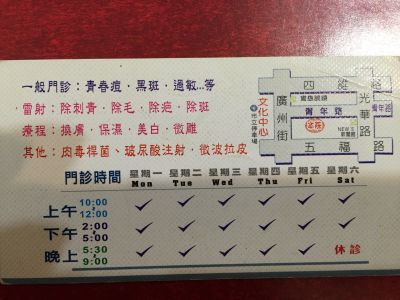 一般門診：青春痘．黑斑．過敏...等
雷射：除刺青．除毛．除疤．除斑
療程：換膚．保濕．美白．微雕
其他：肉毒桿菌、玻尿酸注射，微波拉皮
四維路
廣州街
文化中心
青年路
光華路
青年路
NEW'S
五福
門診時間 星期一 星期二 星期三 星期四 星期五 星期六
Mon Tue Wed Thu Fri Sat
上午 10:00 12:00
下午 2:00 5:00
晚上 5:30 9:00 休診